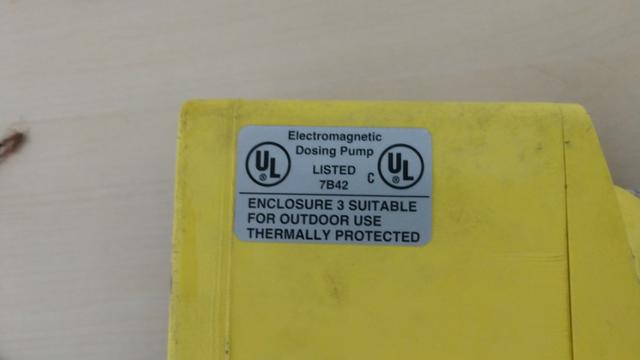 Electromagnetic
Dosing Pump
UL ® LISTED C UL ®
7B42
ENCLOSURE 3 SUITABLE
FOR OUTDOOR USE
THERMALLY PROTECTED